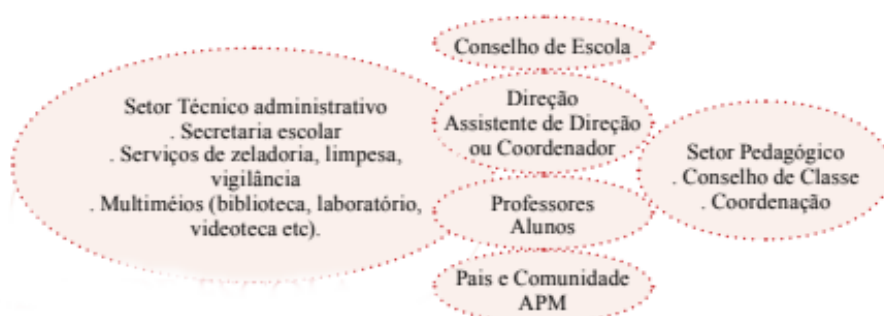 Conselho de Escola
Setor Técnico administrativo
. Secretaria escolar
. Serviços de zeladoria, limpesa,
vigilância
. Multiméios (biblioteca, laboratório,
videoteca etc).
Direção
Assistente de Direção
ou Coordenador
Setor Pedagógico
. Conselho de Classe
. Coordenação
Professores
Alunos
Pais e Comunidade
APM